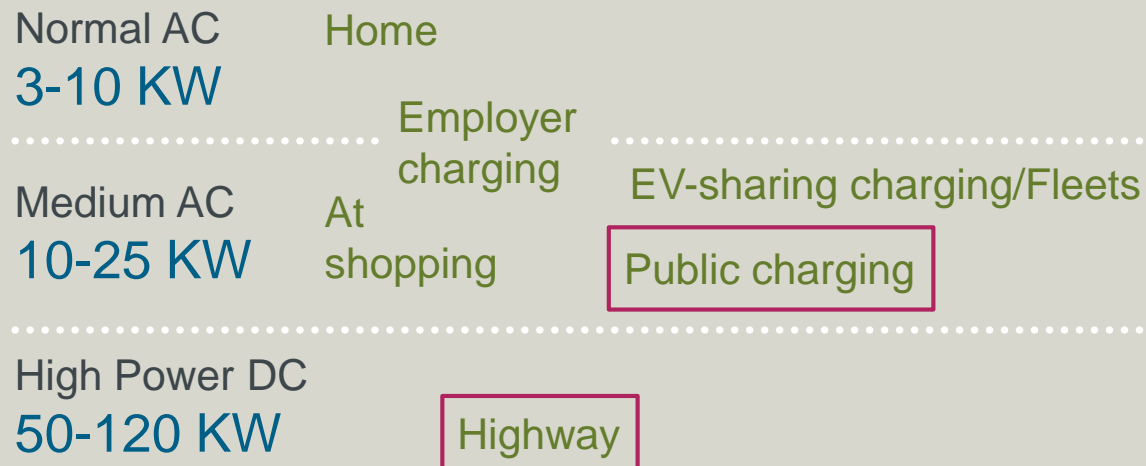 Normal AC
3-10 KW
Home
Employer
charging
Medium AC
10-25 KW
At
shopping
EV-sharing charging/Fleets
Public charging
High Power DC
50-120 KW
Highway